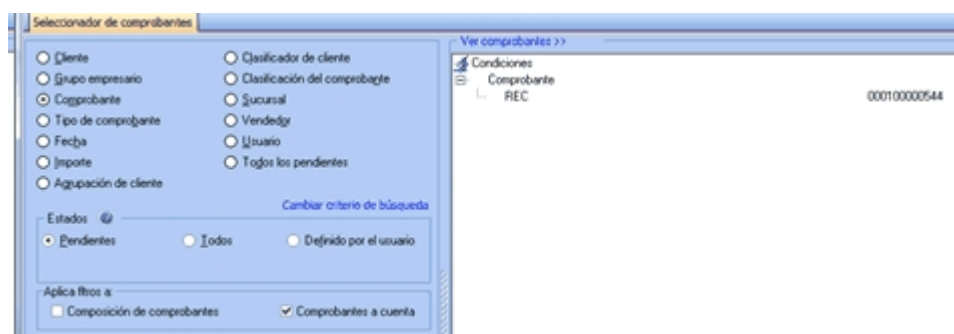 Seleccionador de comprobantes
Cliente
Grupo empresario
Comprobante
Tipo de comprobante
Fecha
Importe
Agrupación de cliente
Clasificador de cliente
Clasificación del comprobante
Sucursal
Vendedor
Usuario
Todos los pendientes
Cambiar criterio de búsqueda
Estados
Pendientes Todos Definido por el usuario
Aplica filtros a:
Composición de comprobantes Comprobantes a cuenta
Ver comprobantes >>
Condiciones
Comprobante
REC 000100000544